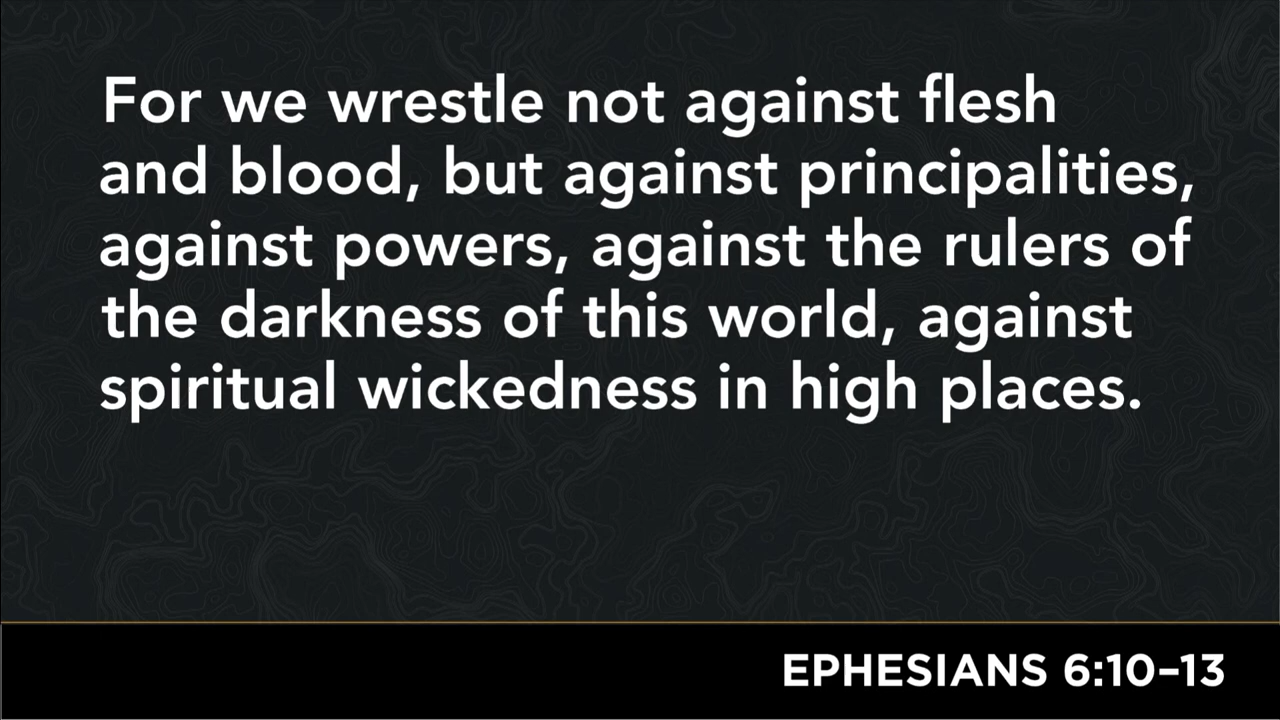 For we wrestle not against flesh
and blood, but against principalities,
against powers, against the rulers of
the darkness of this world, against
spiritual wickedness in high places.
EPHESIANS 6:10–13